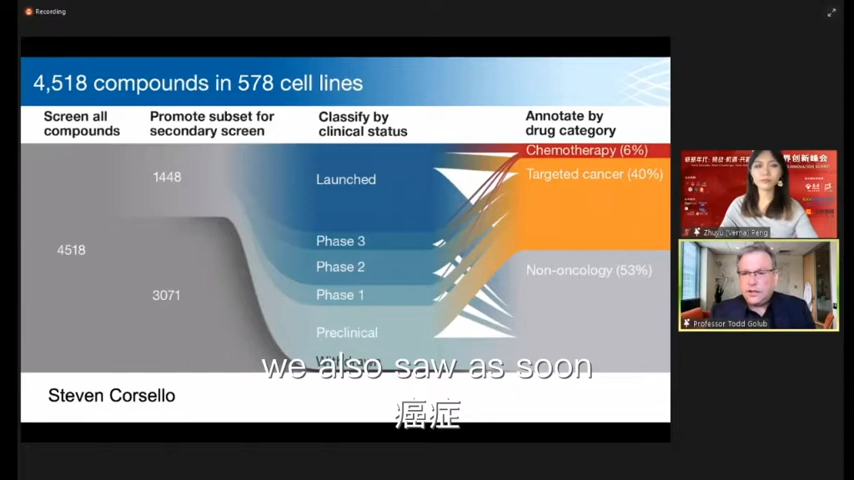 Recording
4,518 compounds in 578 cell lines
Screen all
compounds
Promote subset for
secondary screen
Classify by
clinical status
Annotate by
drug category
4518
1448
3071
Launched
Phase 3
Phase 2
Phase 1
Preclinical
Chemotherapy (6%)
Targeted cancer (40%)
Non-oncology (53%)
Steven Corsello
we also saw as soon
癌症
Zhuyu (Verna) Peng
Professor Todd Golub